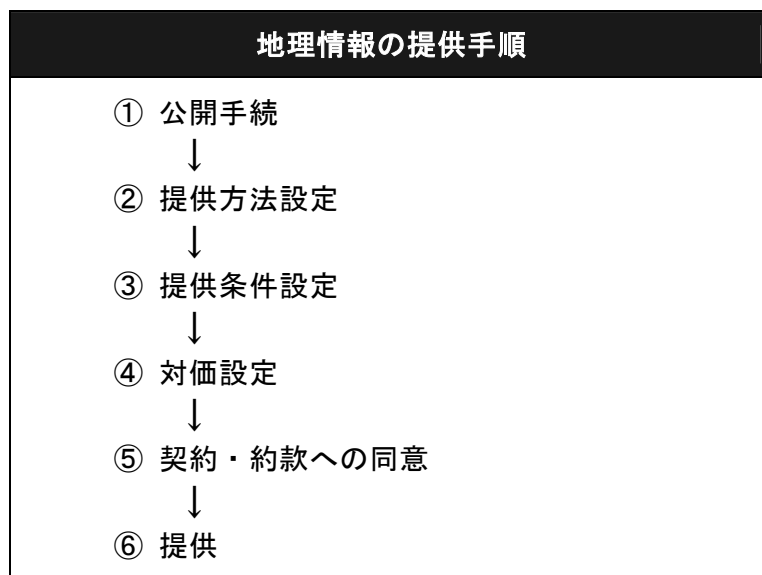 地理情報の提供手順
① 公開手続
↓
② 提供方法設定
↓
③ 提供条件設定
↓
④ 対価設定
↓
⑤ 契約・約款への同意
↓
⑥ 提供